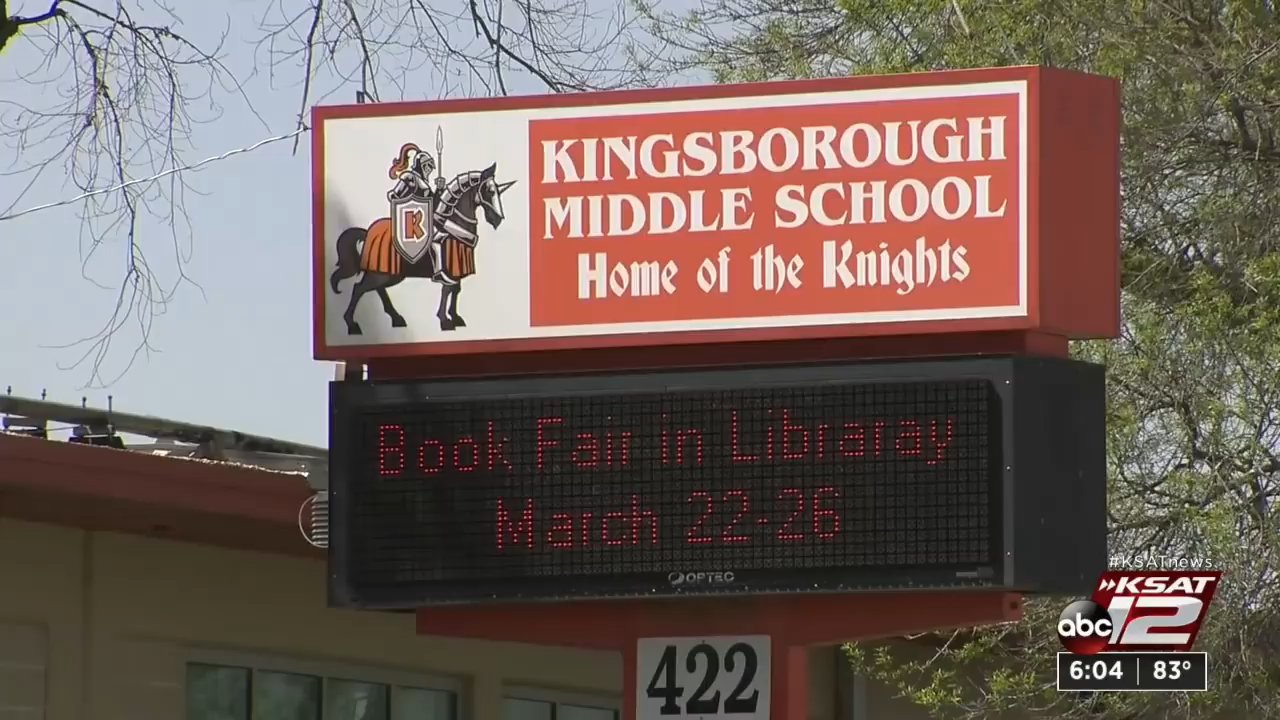 KINGSBOROUGH
MIDDLE SCHOOL
Home of the Knights
K
Book Fair in Libraray
March 22-26
OPTEC
422
#KSATnews
KSAT
abc 12
6:04 83°